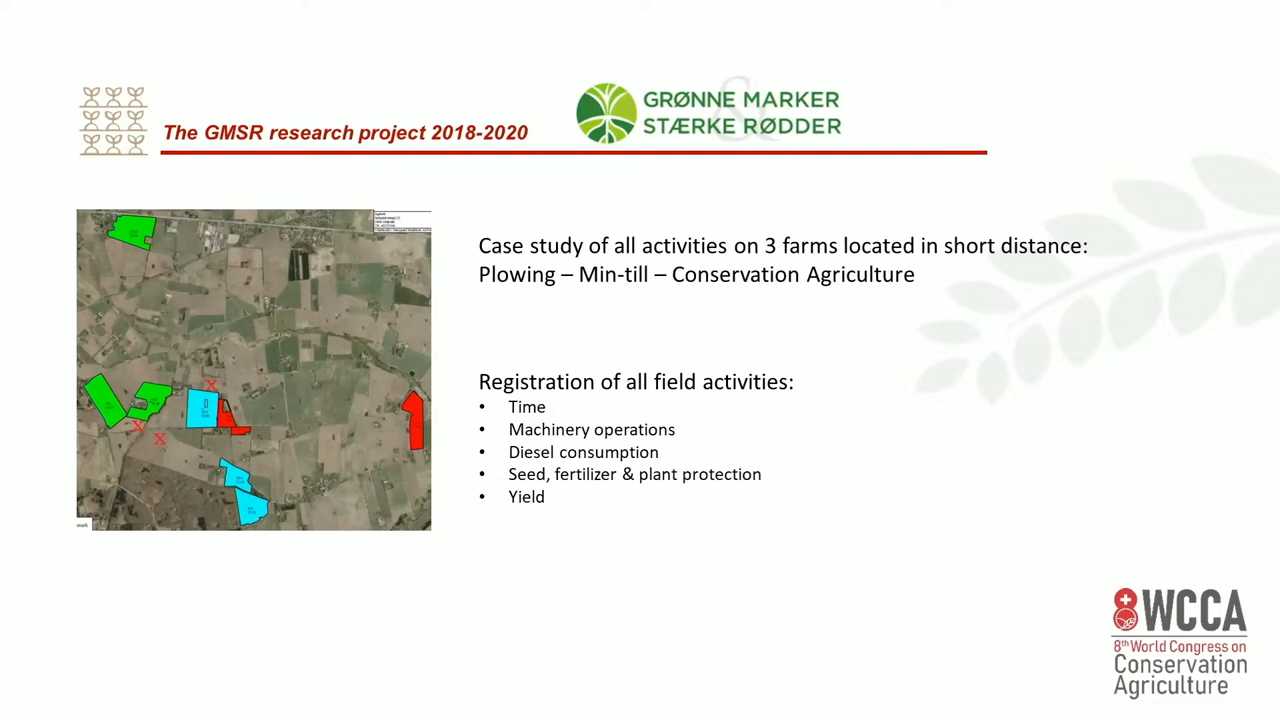 The GMSR research project 2018-2020
&
GRØNNE MARKER
STÆRKE RØDDER
Case study of all activities on 3 farms located in short distance:
Plowing – Min-till – Conservation Agriculture
X
X
X
Registration of all field activities:
• Time
• Machinery operations
• Diesel consumption
• Seed, fertilizer & plant protection
• Yield
8 WCCA
8th World Congress on
Conservation
Agriculture